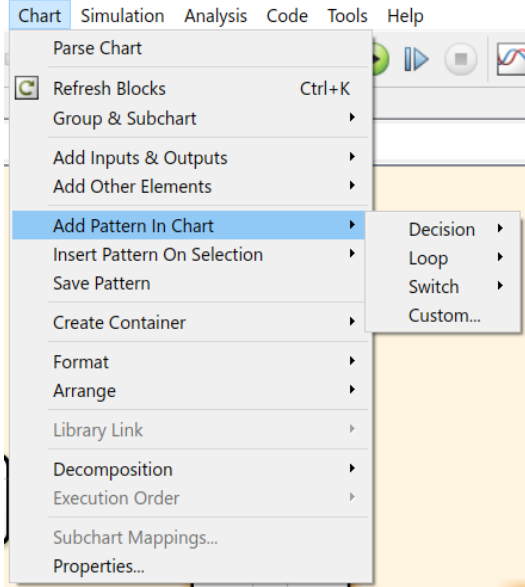 Chart Simulation Analysis Code Tools Help
Parse Chart
C Refresh Blocks Ctrl+K
Group & Subchart
Add Inputs & Outputs
Add Other Elements
Add Pattern In Chart
Decision
Insert Pattern On Selection
Loop
Save Pattern
Switch
Create Container
Custom...
Format
Arrange
Library Link
Decomposition
Execution Order
Subchart Mappings...
Properties...